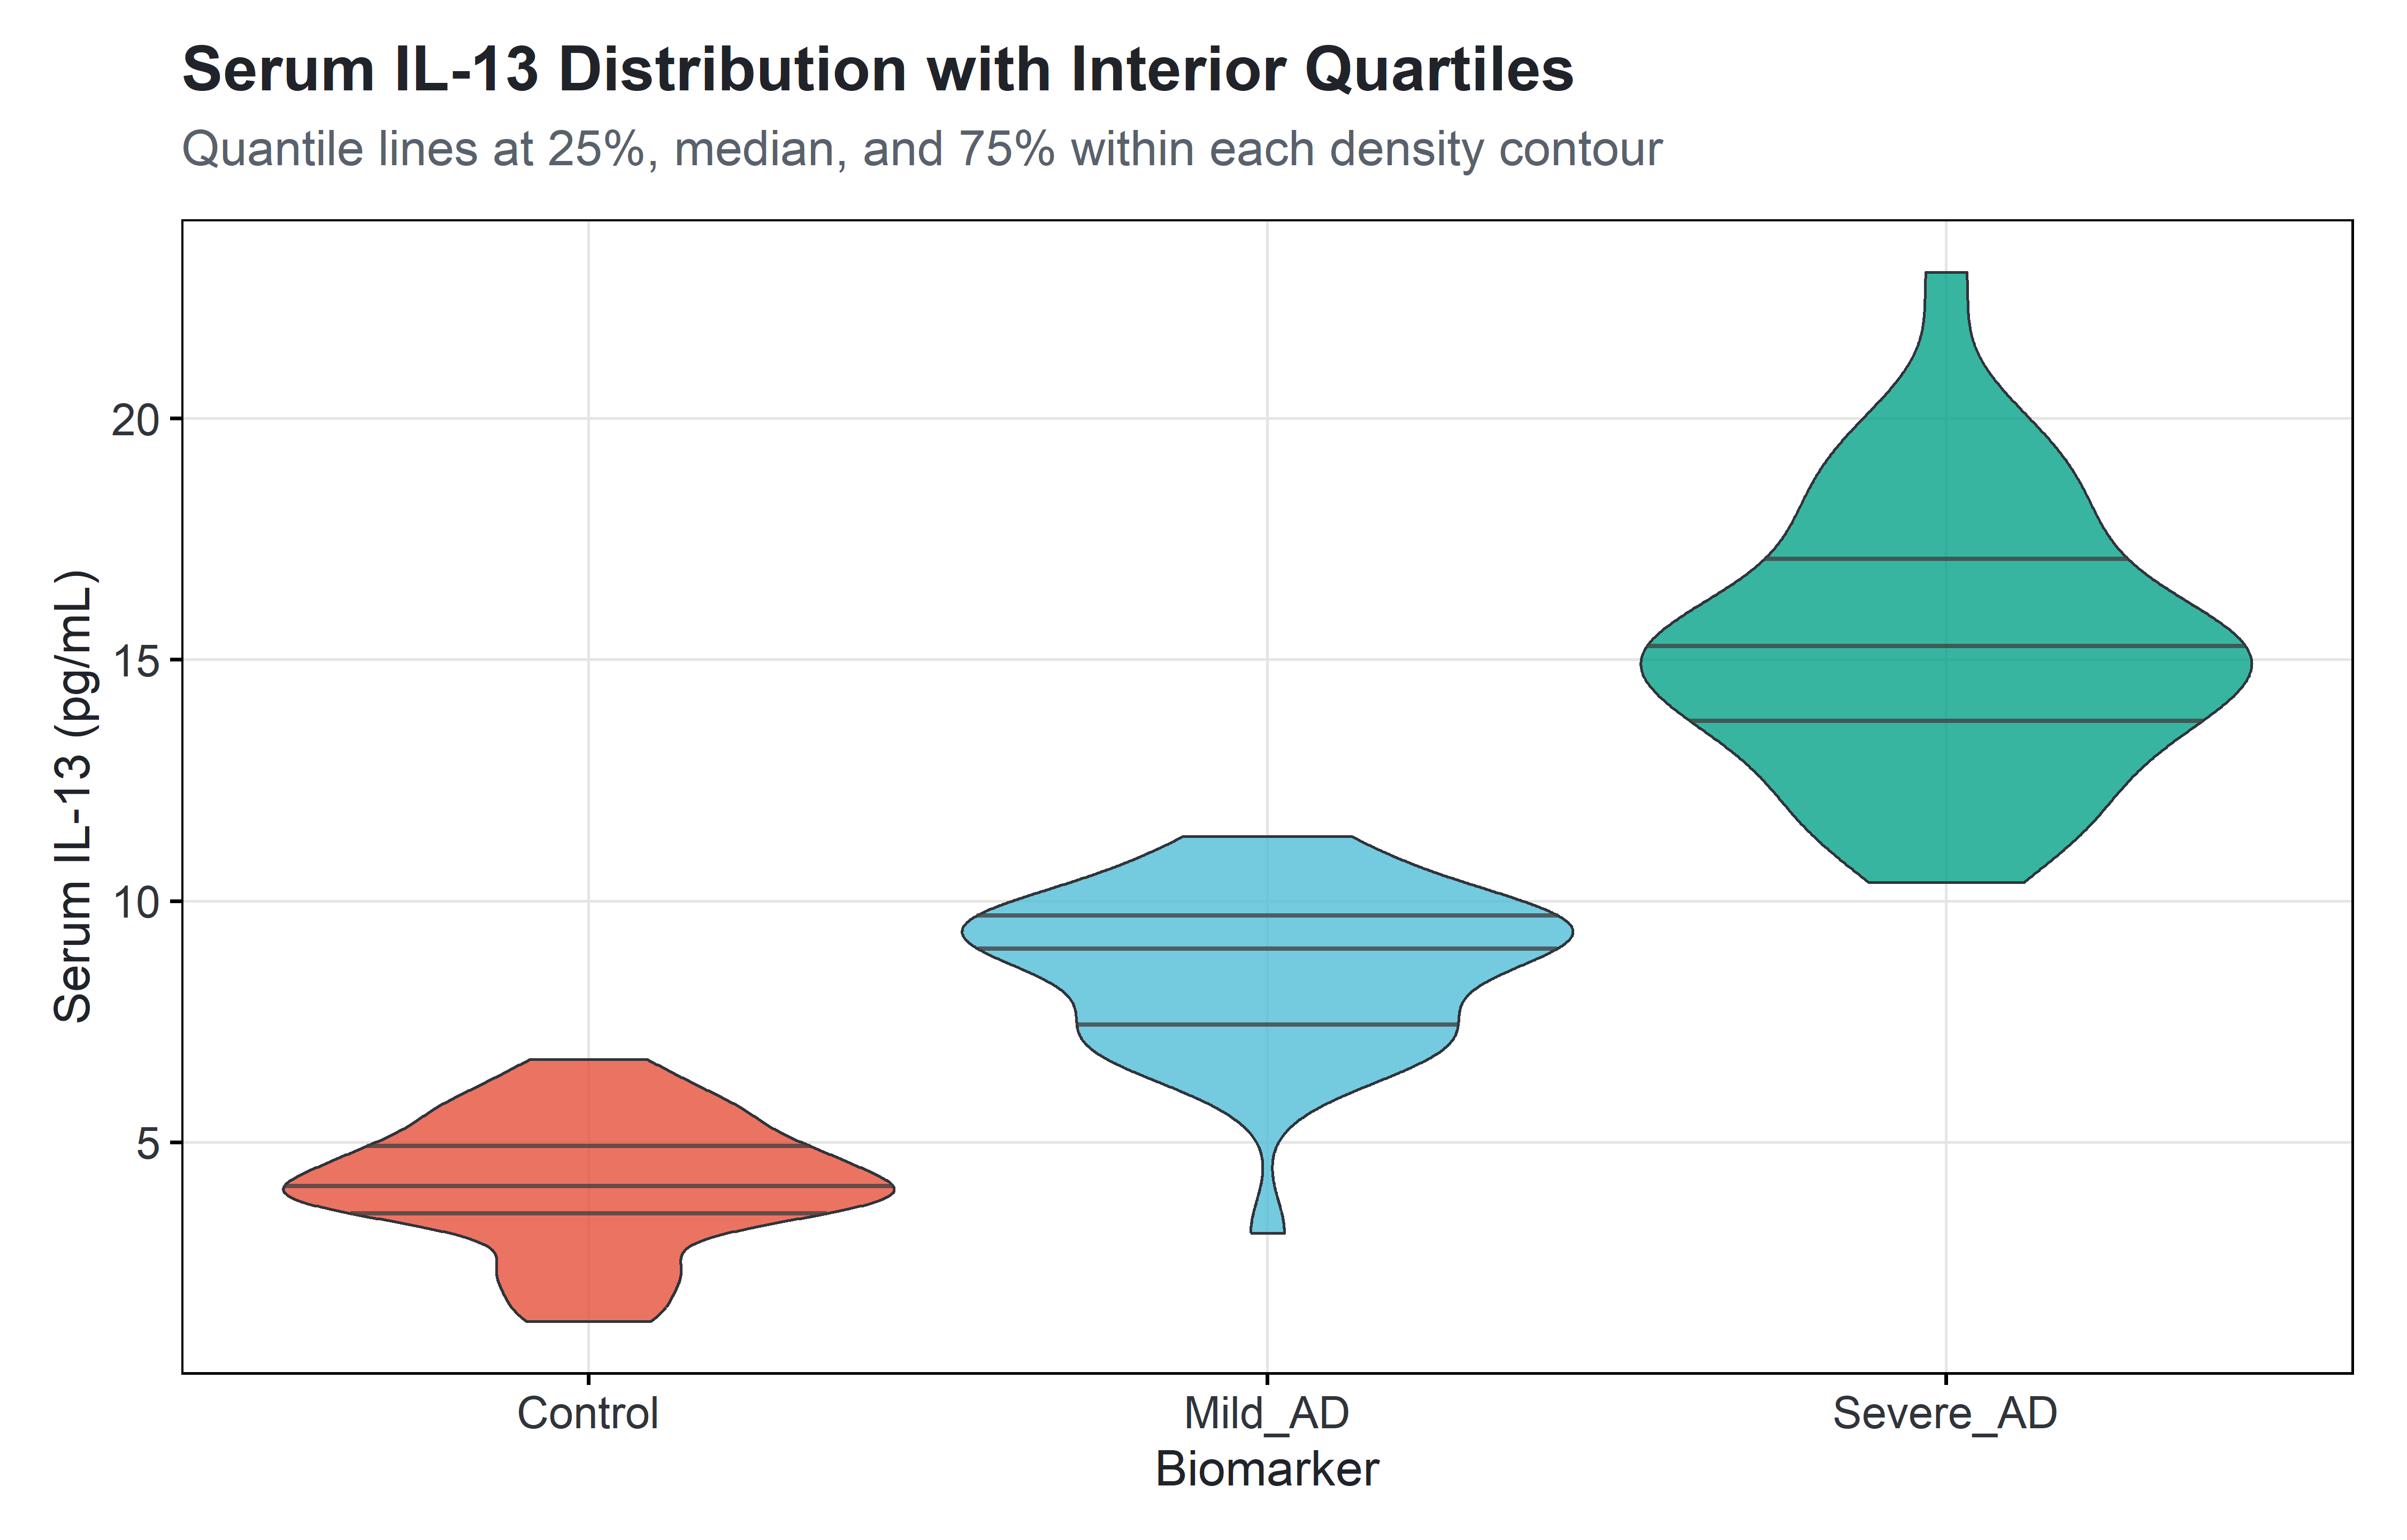 Serum IL-13 Distribution with Interior Quartiles
Quantile lines at 25%, median, and 75% within each density contour
Serum IL-13 (pg/mL)
20
15
10
5
Control
Mild_AD
Severe_AD
Biomarker